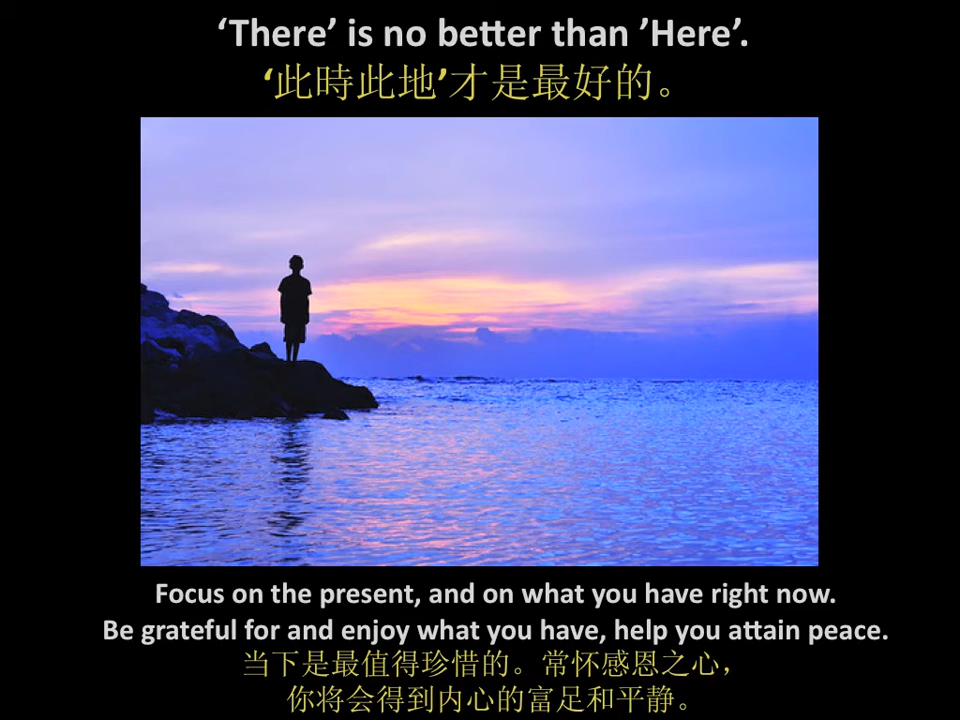 ‘There’ is no better than ’Here’.
‘此時此地’才是最好的。
Focus on the present, and on what you have right now.
Be grateful for and enjoy what you have, help you attain peace.
当下是最值得珍惜的。常怀感恩之心，
你将会得到内心的富足和平静。